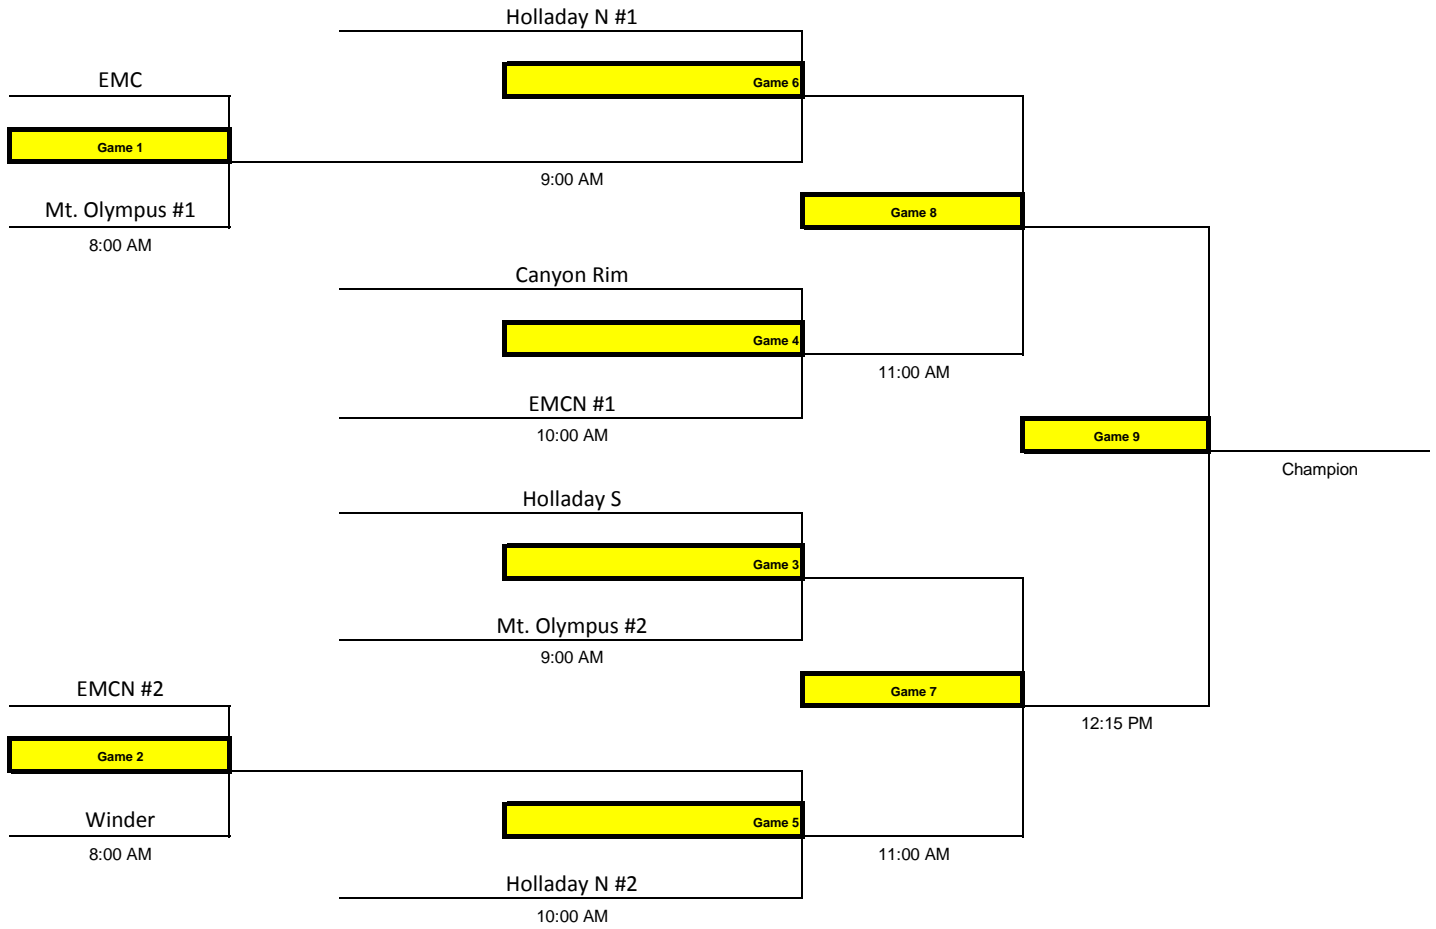 Holladay N #1
Game 6
EMC
Game 1
9:00 AM
Mt. Olympus #1
Game 8
8:00 AM
Canyon Rim
Game 4
11:00 AM
EMCN #1
10:00 AM
Game 9
Champion
Holladay S
Game 3
Mt. Olympus #2
9:00 AM
EMCN #2
Game 7
12:15 PM
Game 2
Winder
Game 5
8:00 AM
11:00 AM
Holladay N #2
10:00 AM